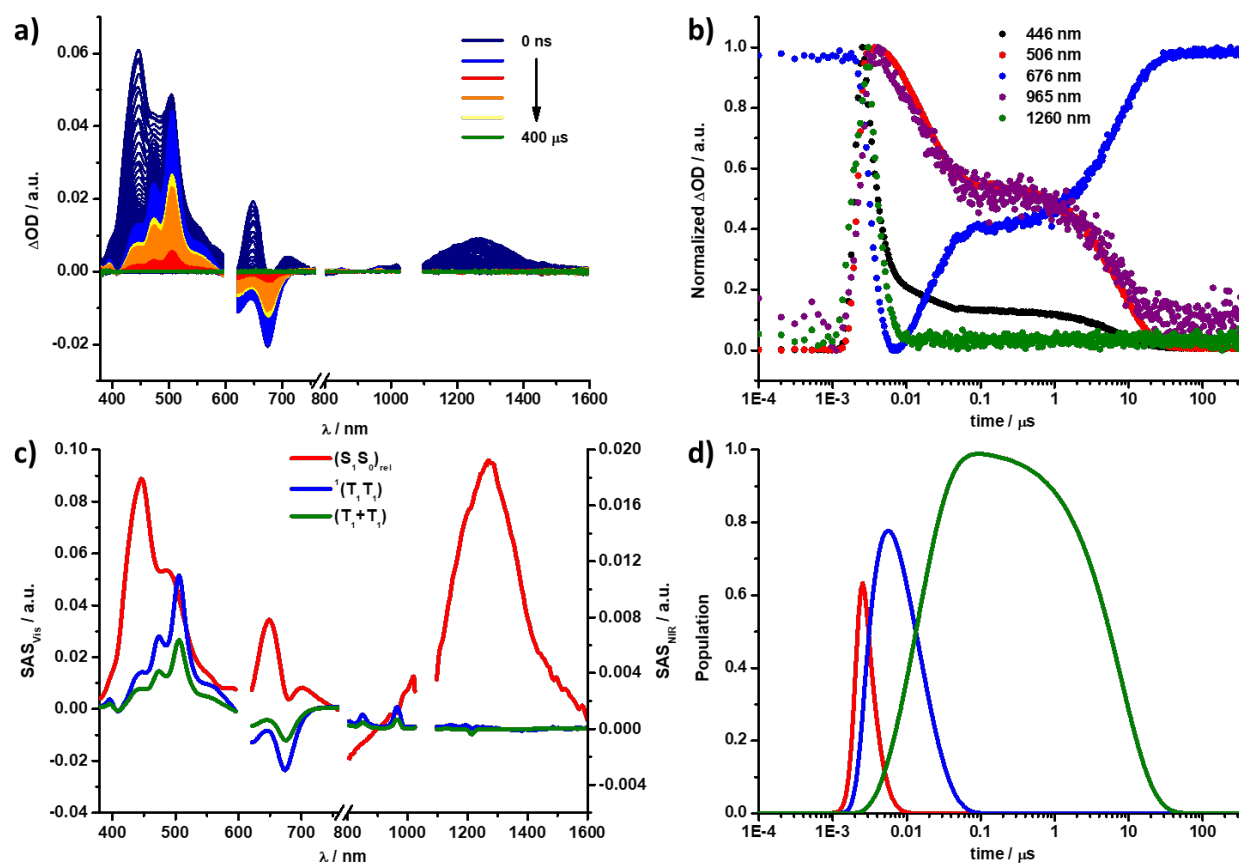 a)
0.06
0.04
0.02
0.00
-0.02
ΔOD / a.u.
0 ns
400 μs
400 500 600 700 800 1000 1200 1400 1600
λ / nm
b)
1.0
0.8
0.6
0.4
0.2
0.0
Normalized ΔOD / a.u.
446 nm
506 nm
676 nm
965 nm
1260 nm
1E-4 1E-3 0.01 0.1 1 10 100
time / μs
c)
0.10
0.08
0.06
0.04
0.02
0.00
-0.02
-0.04
SAS_Vis / a.u.
(S₁S₀)_rel
¹(T₁T₁)
(T₁+T₁)
0.020
0.016
0.012
0.008
0.004
0.000
-0.004
SAS_NIR / a.u.
400 500 600 700 800 1000 1200 1400 1600
λ / nm
d)
1.0
0.8
0.6
0.4
0.2
0.0
Population
1E-4 1E-3 0.01 0.1 1 10 100
time / μs